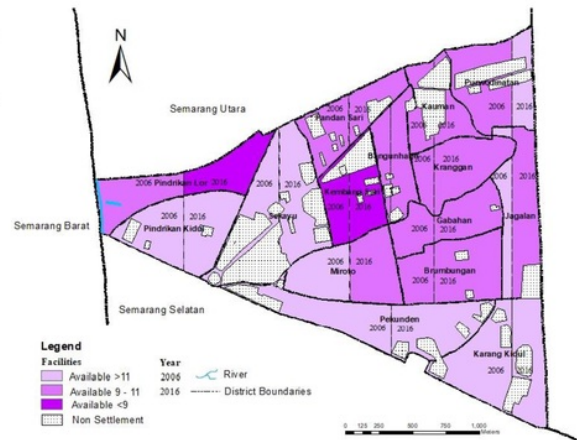 N
Semarang Utara
Semarang Barat
Semarang Selatan
Pandan Sari
2006 2016
Kauman
2006 2016
Purwodinatan
2006 2016
Bangunharjo
Kranggan
2006 2016
2006 Pindrikan Lor 2016
2006 2016
Pindrikan Kidul
2006 2016
Sekayu
Kembang Sari
2006 2016
2006 2016
Gabahan
Jagalan
2006 2016
Miroto
2006 2016
Brumbungan
Pekunden
2006 2016
Karang Kidul
2006 2016
Legend
Facilities
Available >11
Available 9 - 11
Available <9
Non Settlement
Year
2006
2016
River
District Boundaries
0 125 250 500 750 1,000
Meters